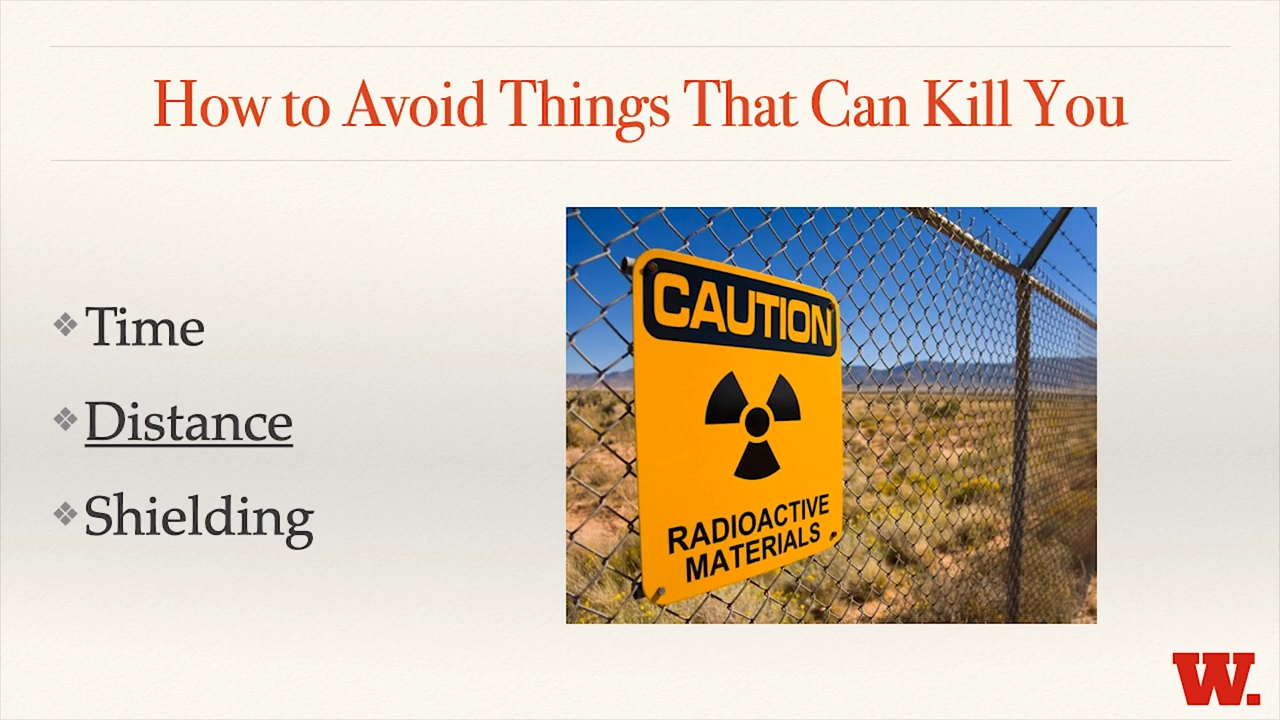 How to Avoid Things That Can Kill You
Time
Distance
Shielding
CAUTION
RADIOACTIVE
MATERIALS
W.